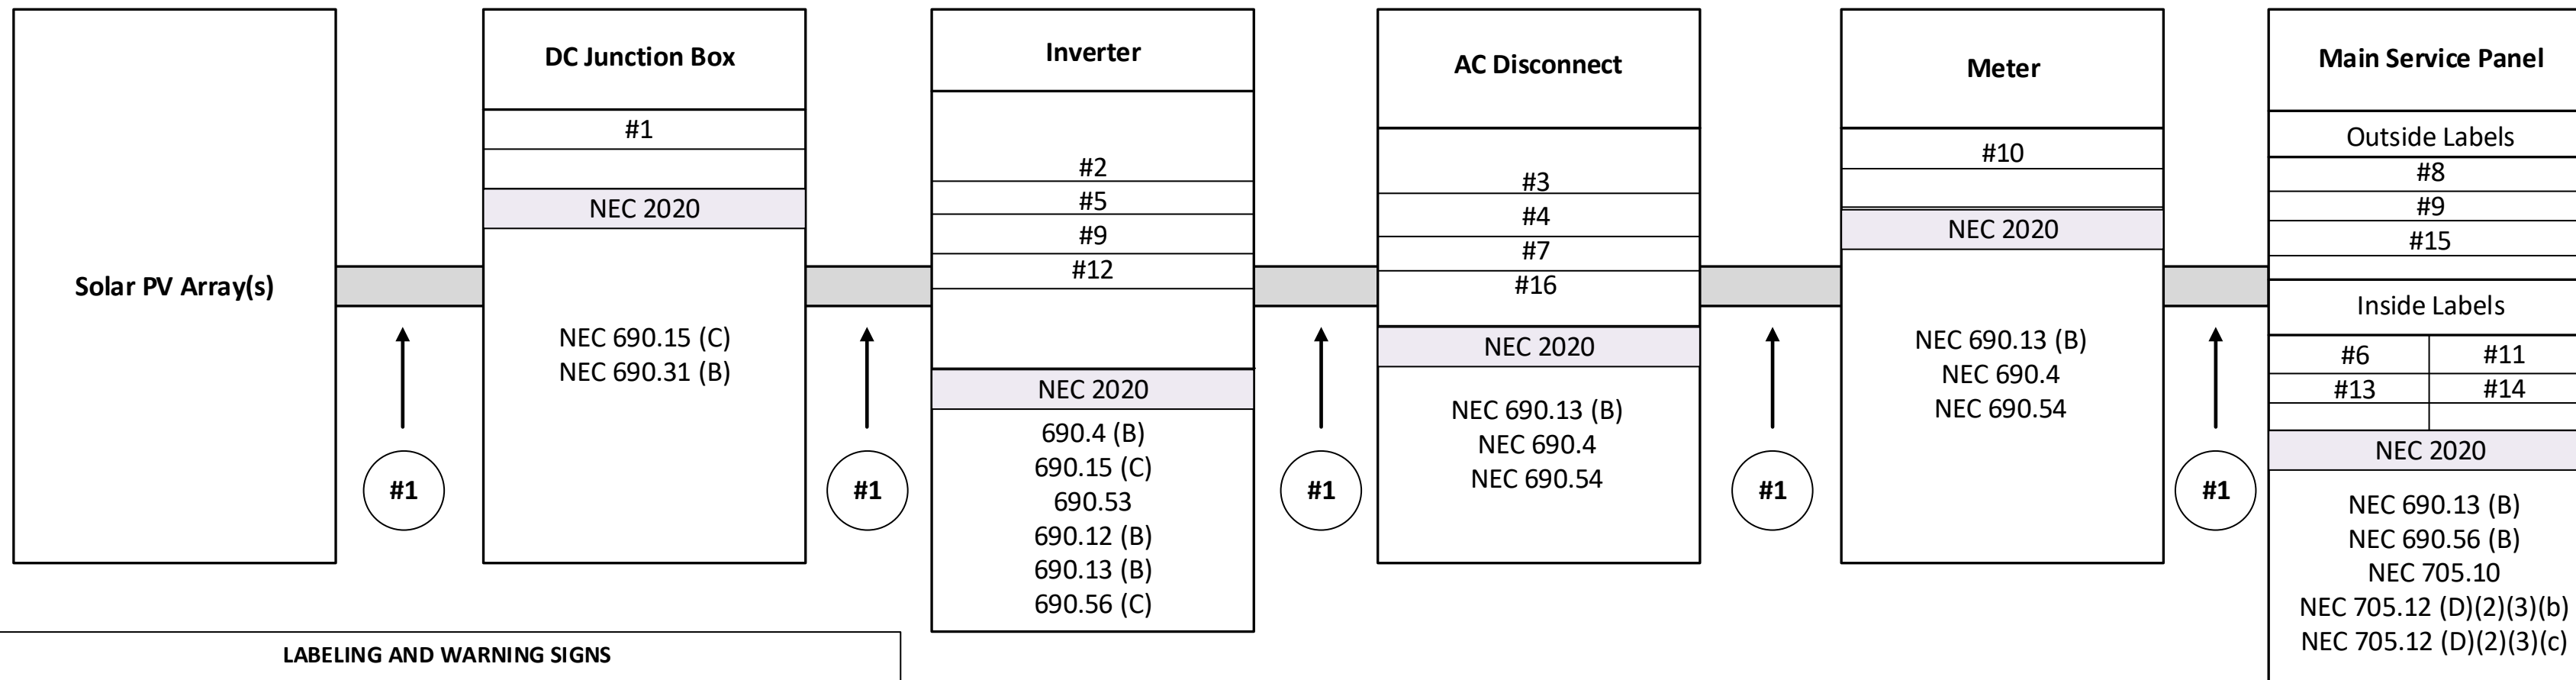 Solar PV Array(s)
#1
DC Junction Box
#1
NEC 2020
NEC 690.15 (C)
NEC 690.31 (B)
#1
Inverter
#2
#5
#9
#12
NEC 2020
690.4 (B)
690.15 (C)
690.53
690.12 (B)
690.13 (B)
690.56 (C)
#1
AC Disconnect
#3
#4
#7
#16
NEC 2020
NEC 690.13 (B)
NEC 690.4
NEC 690.54
#1
Meter
#10
NEC 2020
NEC 690.13 (B)
NEC 690.4
NEC 690.54
#1
Main Service Panel
Outside Labels
#8
#9
#15
Inside Labels
#6 #11
#13 #14
NEC 2020
NEC 690.13 (B)
NEC 690.56 (B)
NEC 705.10
NEC 705.12 (D)(2)(3)(b)
NEC 705.12 (D)(2)(3)(c)
LABELING AND WARNING SIGNS